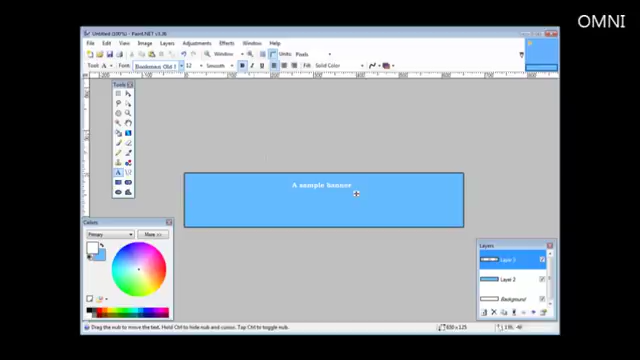 OMNI
Untitled (100%) - Paint.NET v3.36
File Edit View Image Layers Adjustments Effects Window Help
Window Units: Pixels
Tool: Font: Bookman Old S 12 Smooth Fill: Solid Color
Tools
A sample banner
Colors
Primary More >>
Layers
Layer 3
Layer 2
Background
Drag the nub to move the text. Hold Ctrl to hide nub and cursor. Tap Ctrl to toggle nub.